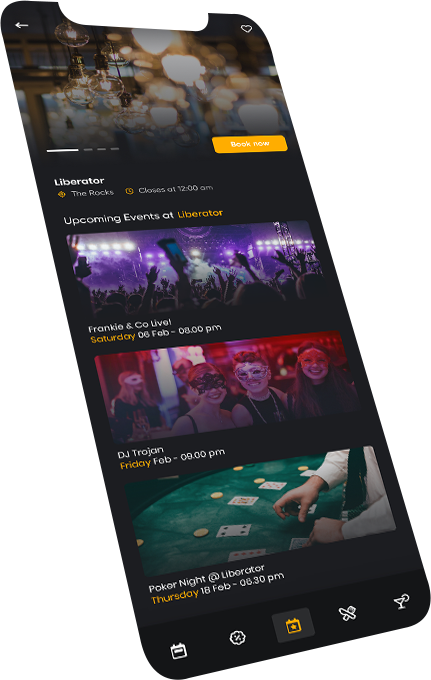 Book now
Liberator
The Rocks Closes at 12:00 am
Upcoming Events at Liberator
Frankie & Co Live!
Saturday 06 Feb - 08.00 pm
DJ Trojan
Friday Feb - 09.00 pm
Poker Night @ Liberator
Thursday 18 Feb - 06.30 pm